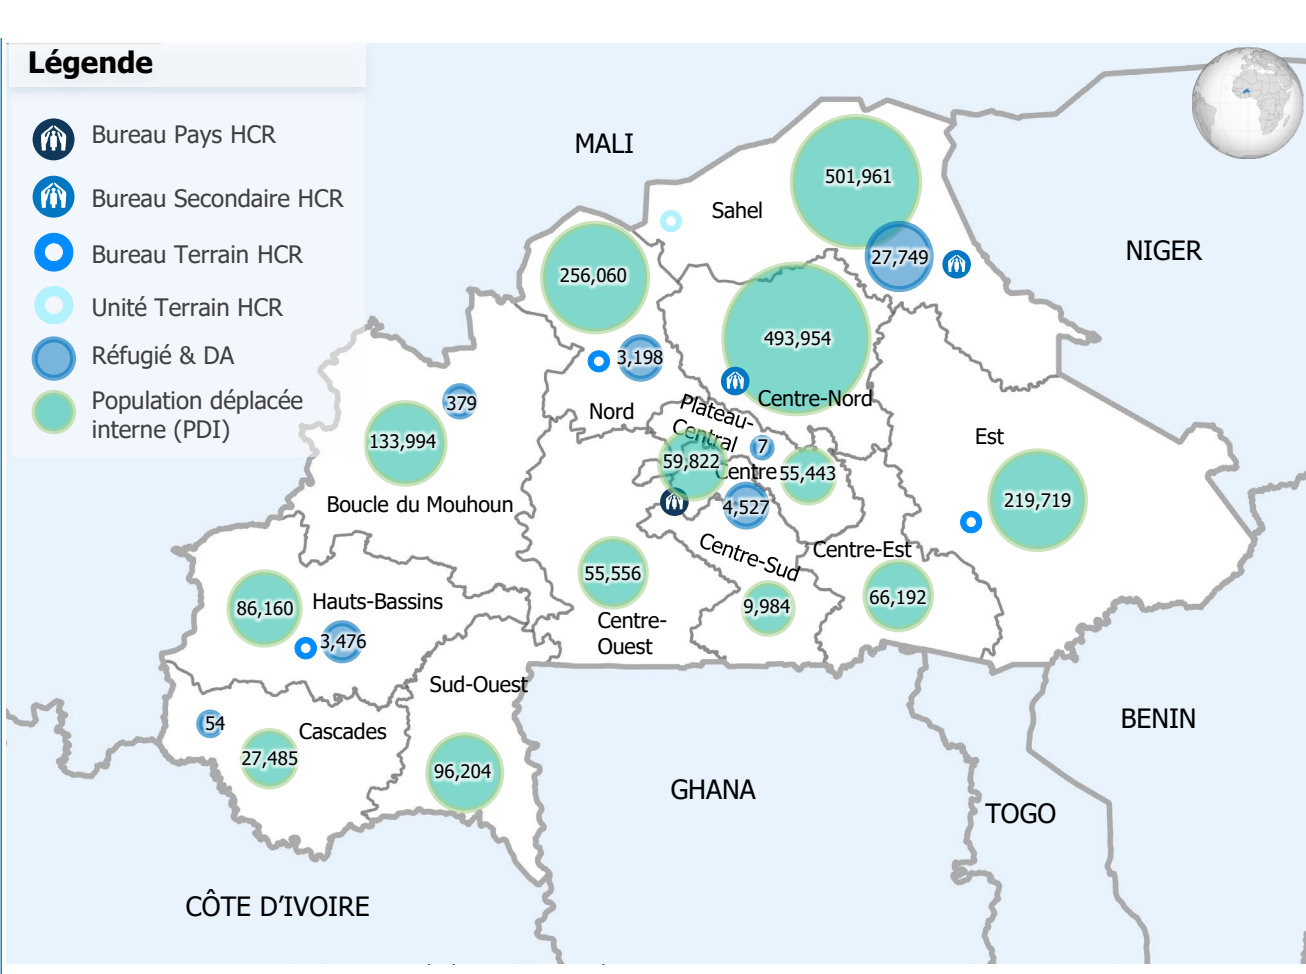 Légende
Bureau Pays HCR
Bureau Secondaire HCR
Bureau Terrain HCR
Unité Terrain HCR
Réfugié & DA
Population déplacée
interne (PDI)
MALI
501,961
Sahel
27,749
NIGER
256,060
493,954
3,198
Nord
Centre-Nord
379
133,994
Boucle du Mouhoun
Plateau-
Central
7
59,822
Centre
55,443
4,527
Est
219,719
Centre-Sud
Centre-Est
55,556
9,984
66,192
Centre-
Ouest
86,160
Hauts-Bassins
3,476
Sud-Ouest
54
Cascades
27,485
96,204
BENIN
GHANA
TOGO
CÔTE D'IVOIRE